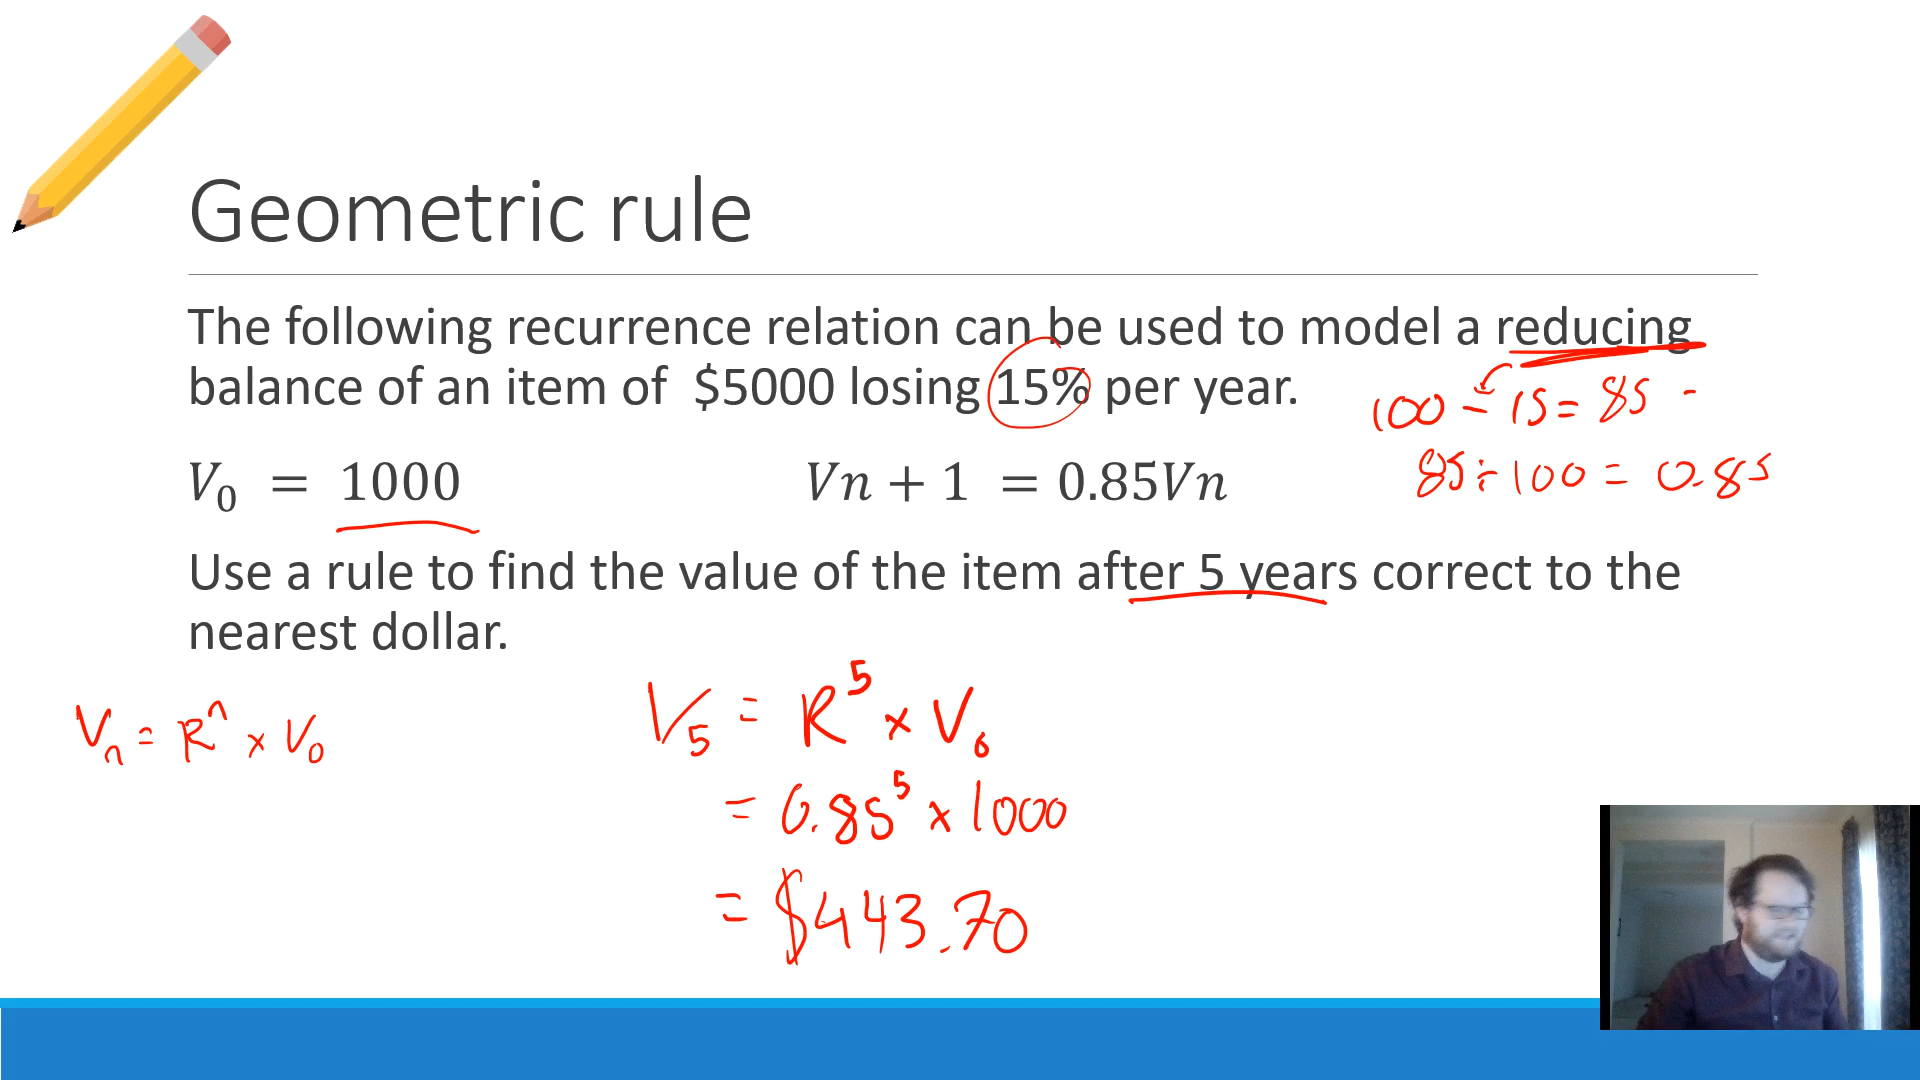 Geometric rule
The following recurrence relation can be used to model a reducing
balance of an item of $5000 losing 15% per year.
100 - 15 = 85 -
85 ÷ 100 = 0.85
V₀ = 1000 Vn + 1 = 0.85Vn
Use a rule to find the value of the item after 5 years correct to the
nearest dollar.
Vₙ = Rⁿ × V₀
V₅ = R⁵ × V₀
= 0.85⁵ × 1000
= $443.70